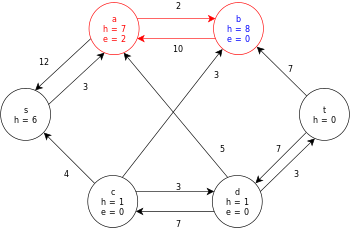 2
a
h = 7
e = 2
b
h = 8
e = 0
10
12
3
3
7
s
h = 6
t
h = 0
4
5
7
3
c
h = 1
e = 0
3
d
h = 1
e = 0
7